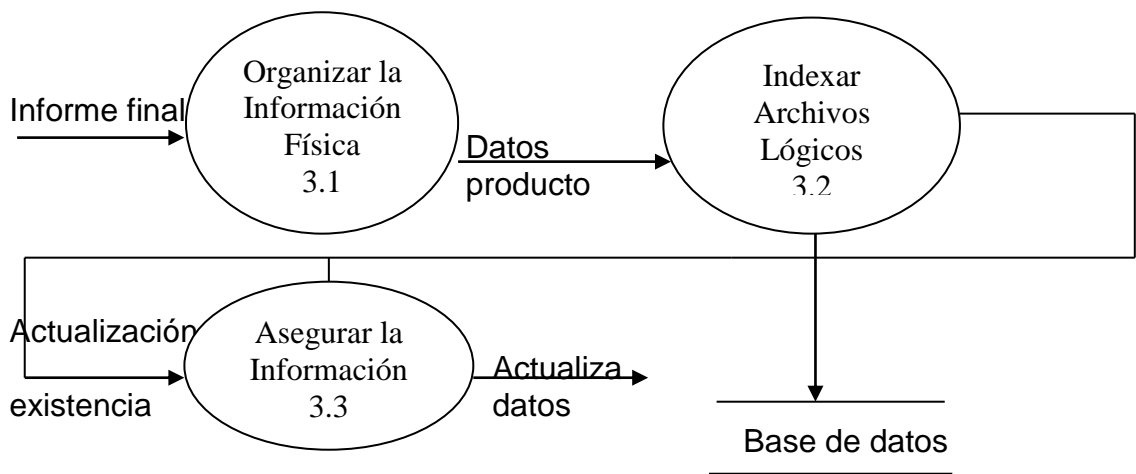 Informe final
Organizar la
Información
Física
3.1
Datos
producto
Indexar
Archivos
Lógicos
3.2
Actualización
existencia
Asegurar la
Información
3.3
Actualiza
datos
Base de datos